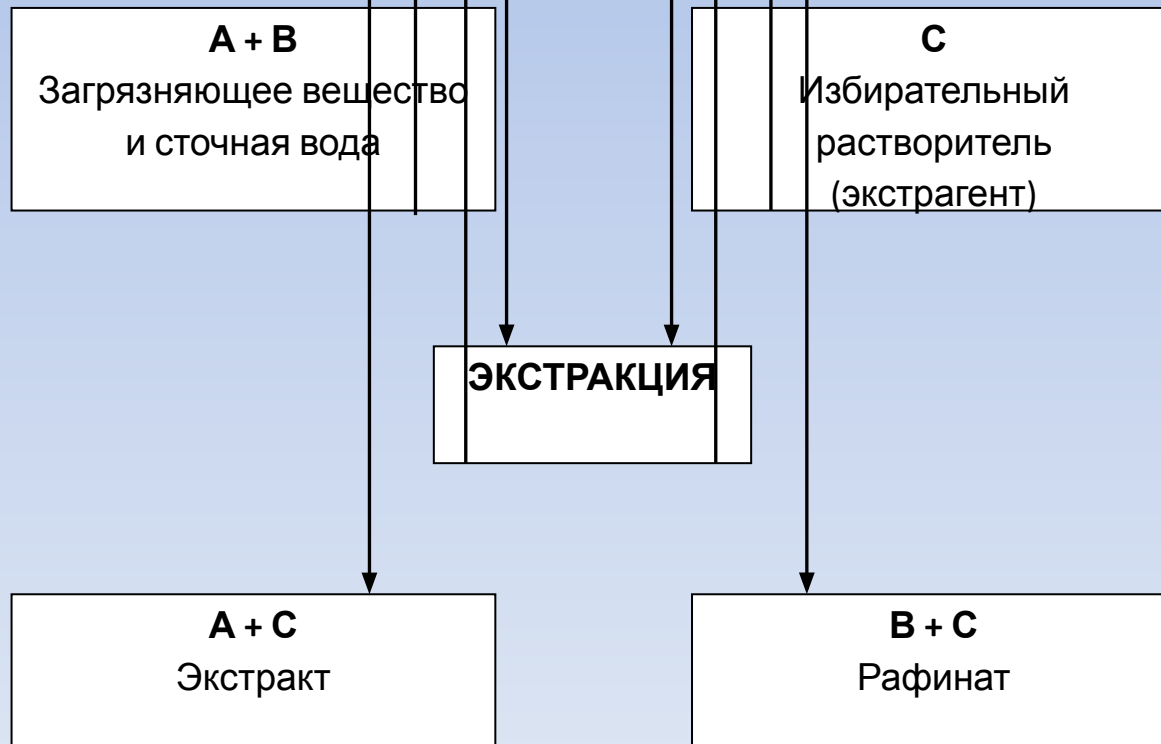 А + В
Загрязняющее вещество
и сточная вода
С
Избирательный
растворитель
(экстрагент)
ЭКСТРАКЦИЯ
А + С
Экстракт
В + С
Рафинат